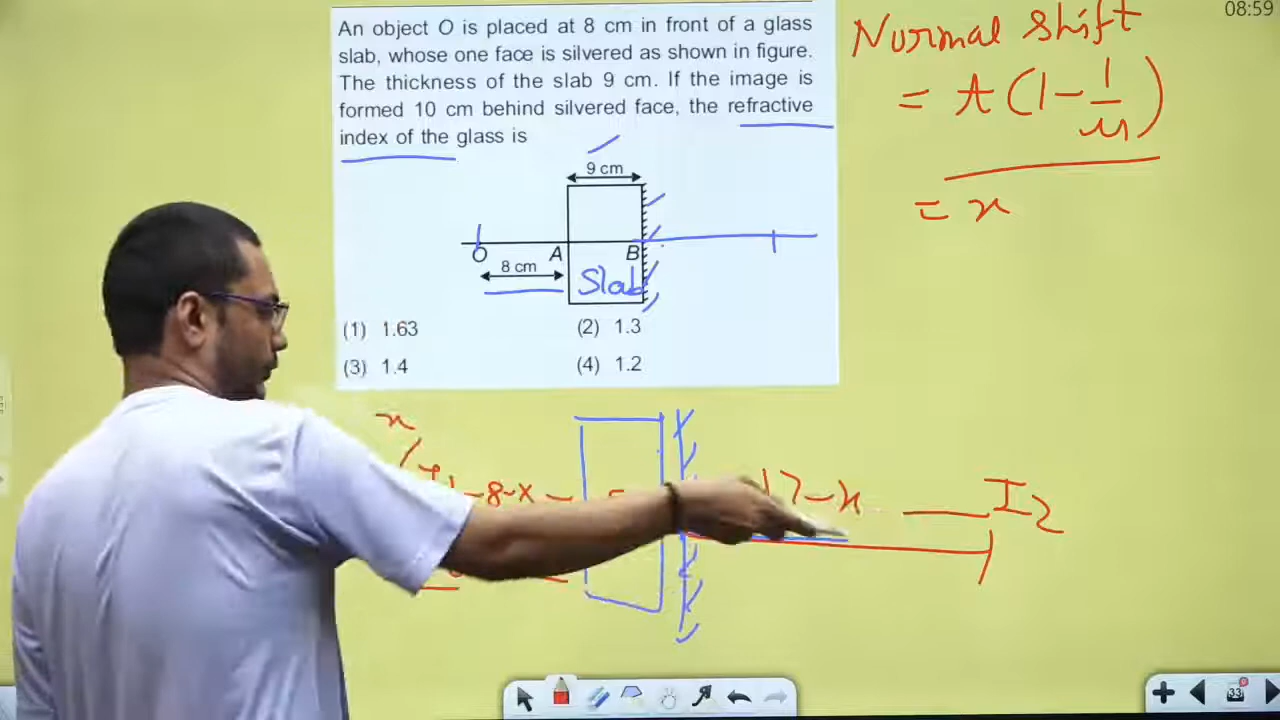 08:59
An object O is placed at 8 cm in front of a glass
slab, whose one face is silvered as shown in figure.
The thickness of the slab 9 cm. If the image is
formed 10 cm behind silvered face, the refractive
index of the glass is
9 cm
O
A
B
8 cm
Slab
(1) 1.63
(2) 1.3
(3) 1.4
(4) 1.2
Normal shift
= t(1-1/μ)
= x
x
8-x
17-x
I2
33